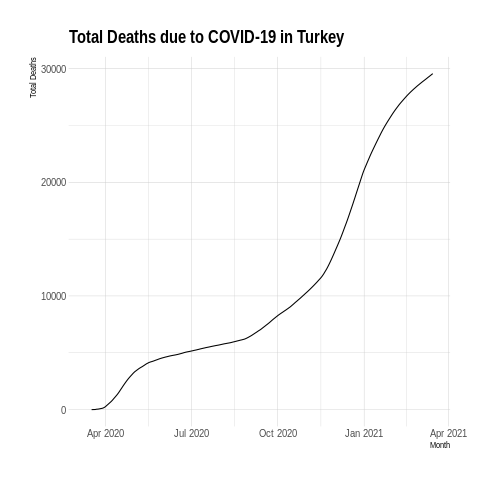 Total Deaths due to COVID-19 in Turkey
Total Deaths
30000
20000
10000
0
Apr 2020 Jul 2020 Oct 2020 Jan 2021 Apr 2021
Month